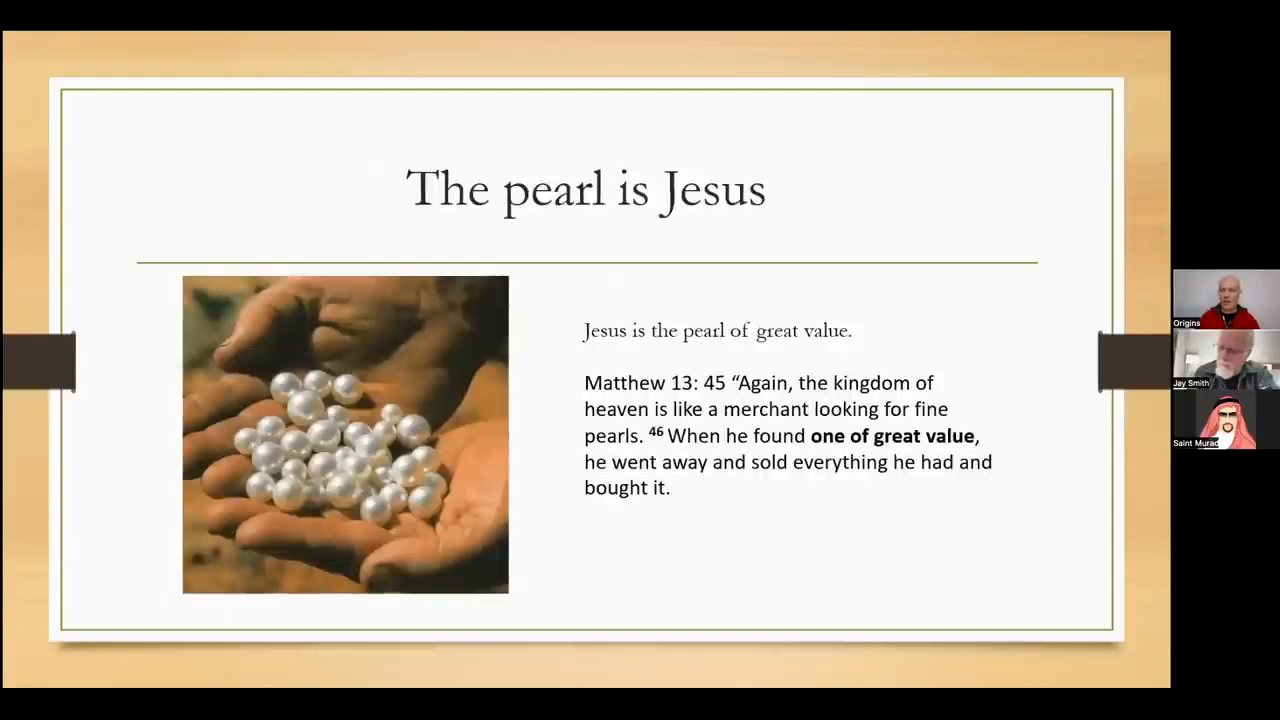 The pearl is Jesus
Jesus is the pearl of great value.
Matthew 13: 45 “Again, the kingdom of
heaven is like a merchant looking for fine
pearls. 46 When he found one of great value,
he went away and sold everything he had and
bought it.
Origins
Jay Smith
Saint Murad